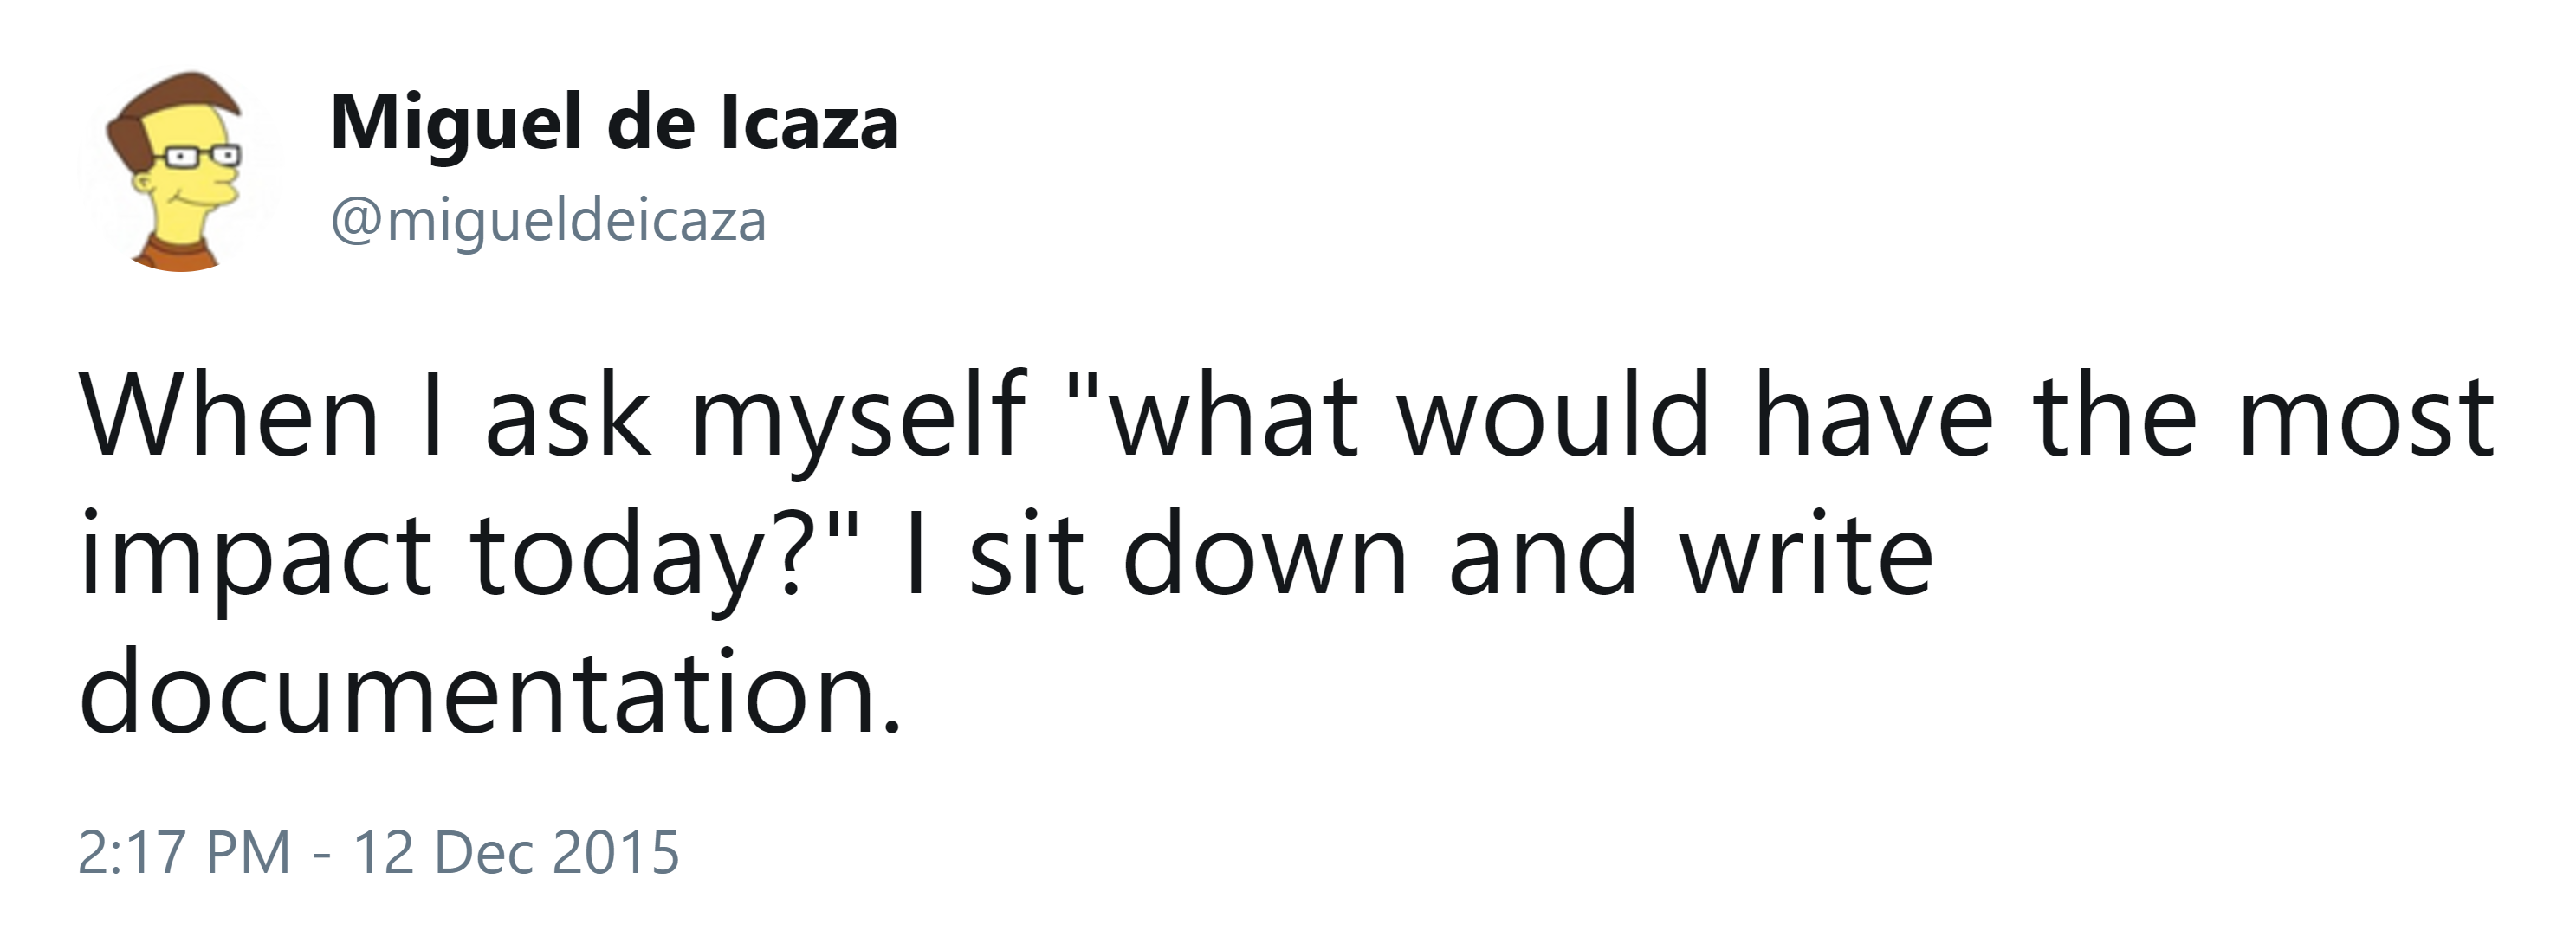 Miguel de Icaza
@migueldeicaza
When I ask myself "what would have the most
impact today?" I sit down and write
documentation.
2:17 PM - 12 Dec 2015